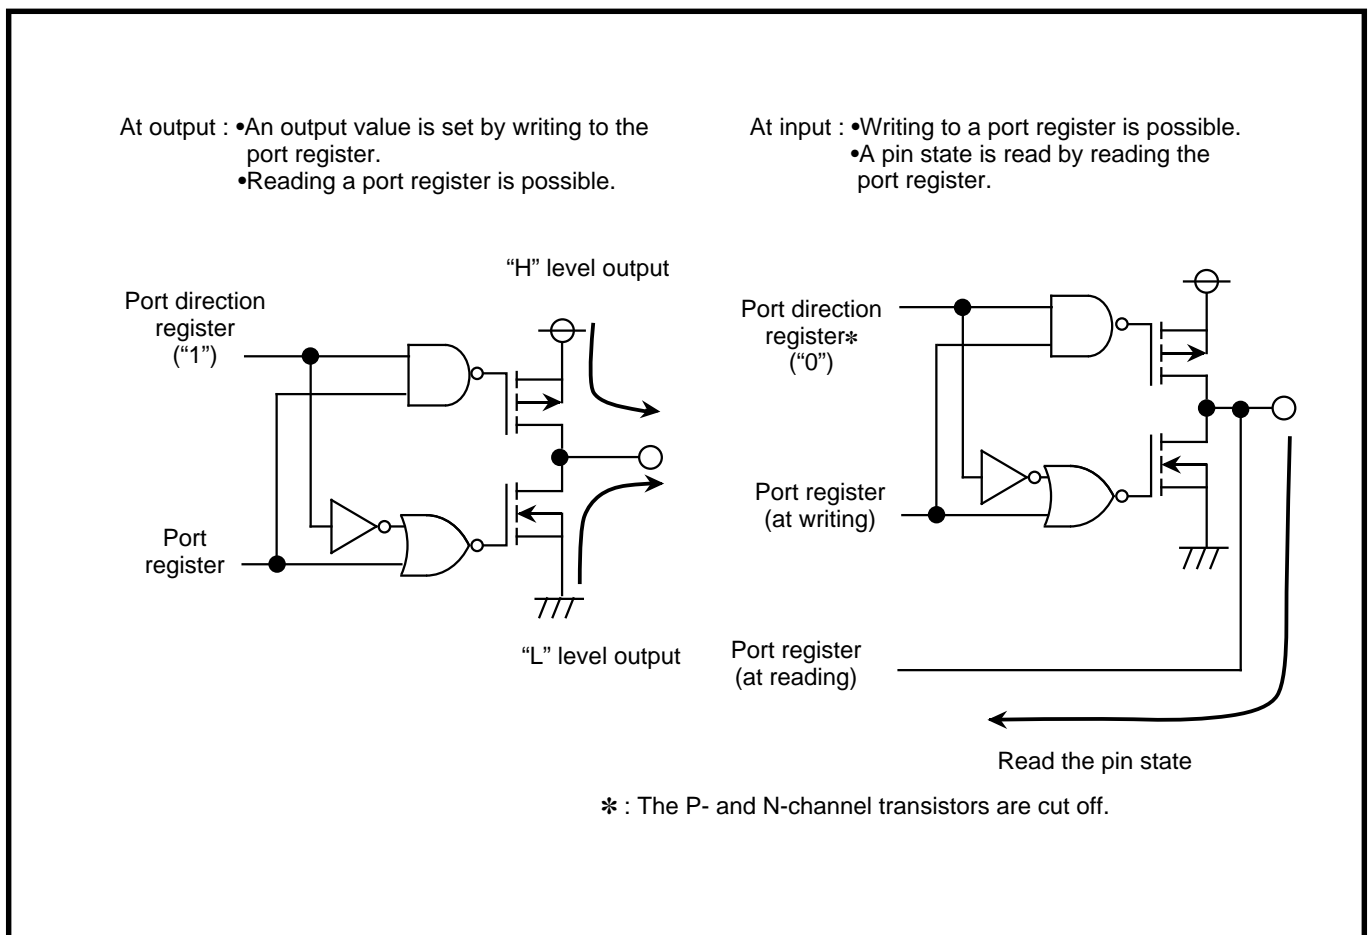 At output : •An output value is set by writing to the
port register.
•Reading a port register is possible.
At input : •Writing to a port register is possible.
•A pin state is read by reading the
port register.
“H” level output
Port direction
register
(“1”)
Port
register
“L” level output
Port direction
register✽
(“0”)
Port register
(at writing)
Port register
(at reading)
Read the pin state
✽ : The P- and N-channel transistors are cut off.